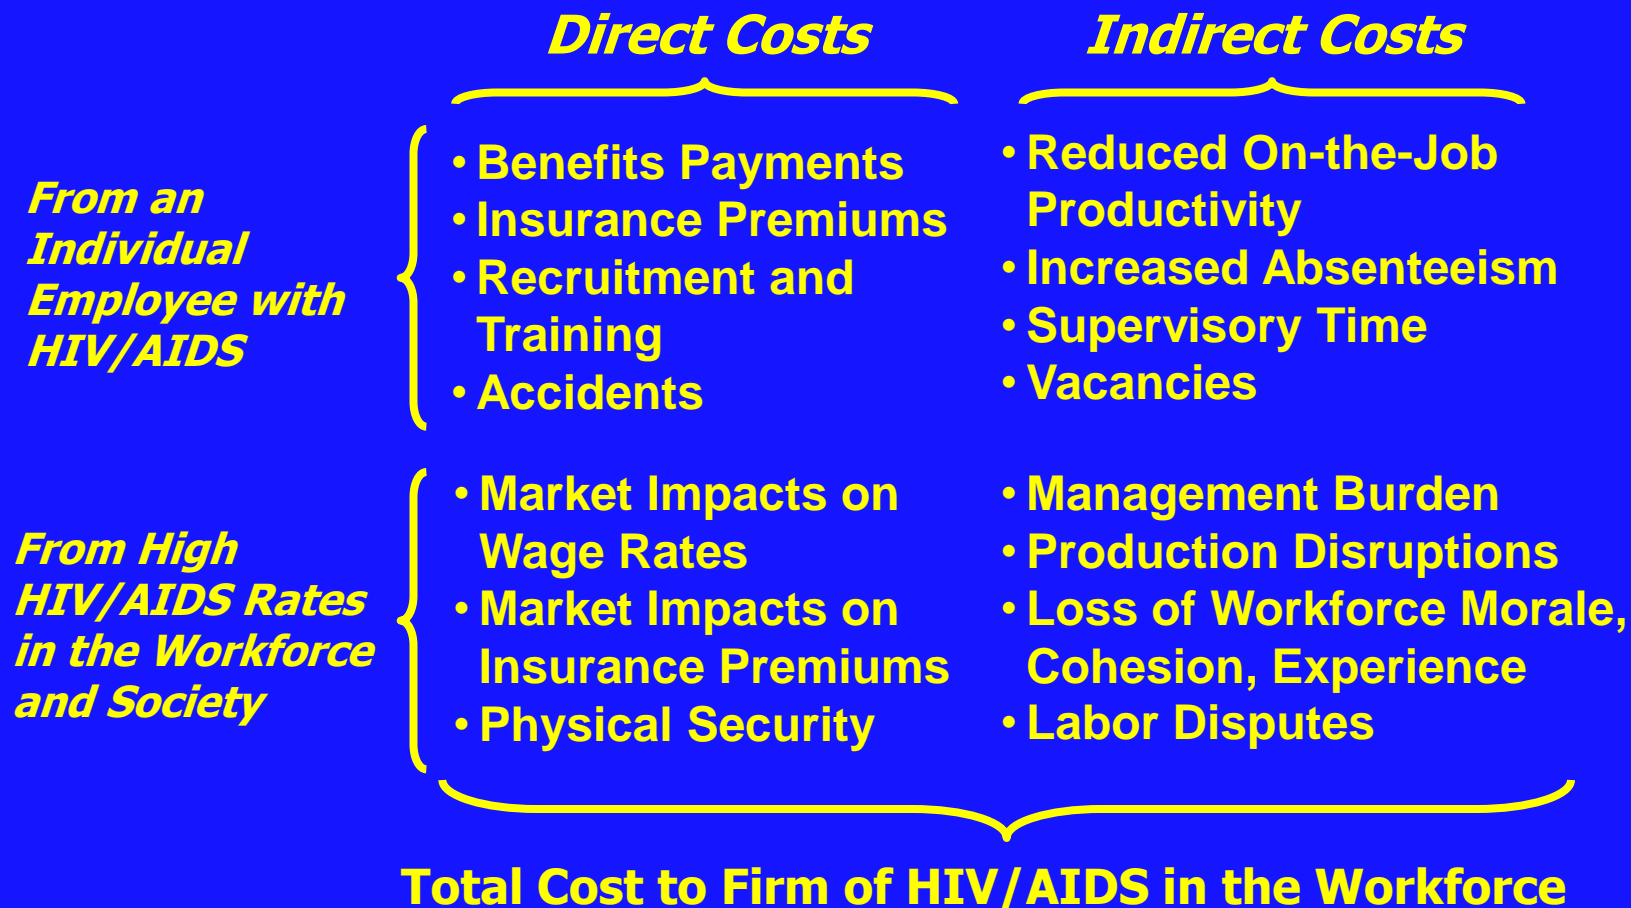 Direct Costs
Indirect Costs
From an
Individual
Employee with
HIV/AIDS
• Benefits Payments
• Insurance Premiums
• Recruitment and
Training
• Accidents
• Reduced On-the-Job
Productivity
• Increased Absenteeism
• Supervisory Time
• Vacancies
From High
HIV/AIDS Rates
in the Workforce
and Society
• Market Impacts on
Wage Rates
• Market Impacts on
Insurance Premiums
• Physical Security
• Management Burden
• Production Disruptions
• Loss of Workforce Morale,
Cohesion, Experience
• Labor Disputes
Total Cost to Firm of HIV/AIDS in the Workforce